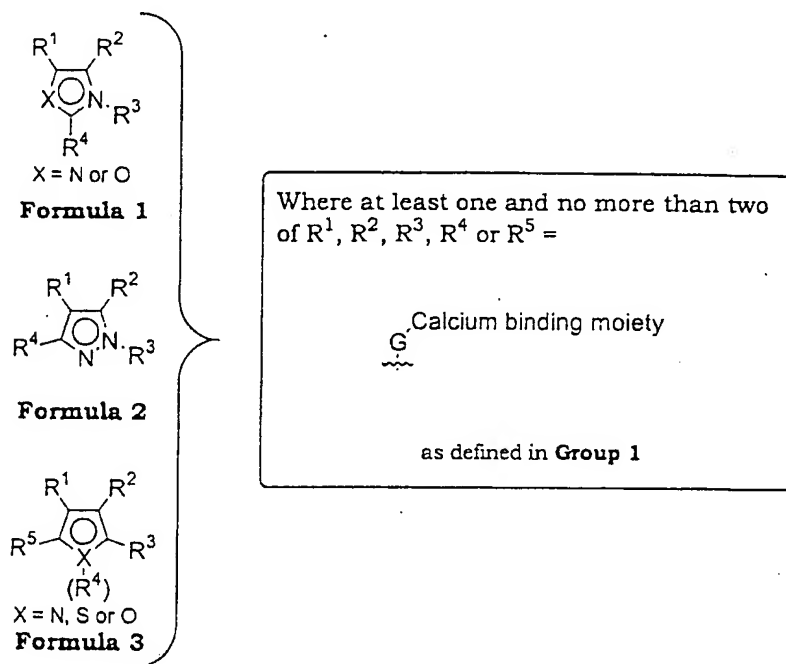 R¹ R²
X N R³
R⁴
X = N or O
Formula 1
R¹ R²
R⁴ N N R³
Formula 2
R¹ R²
R⁵ X R³
(R⁴)
X = N, S or O
Formula 3
Where at least one and no more than two
of R¹, R², R³, R⁴ or R⁵ =
Calcium binding moiety
G
as defined in Group 1